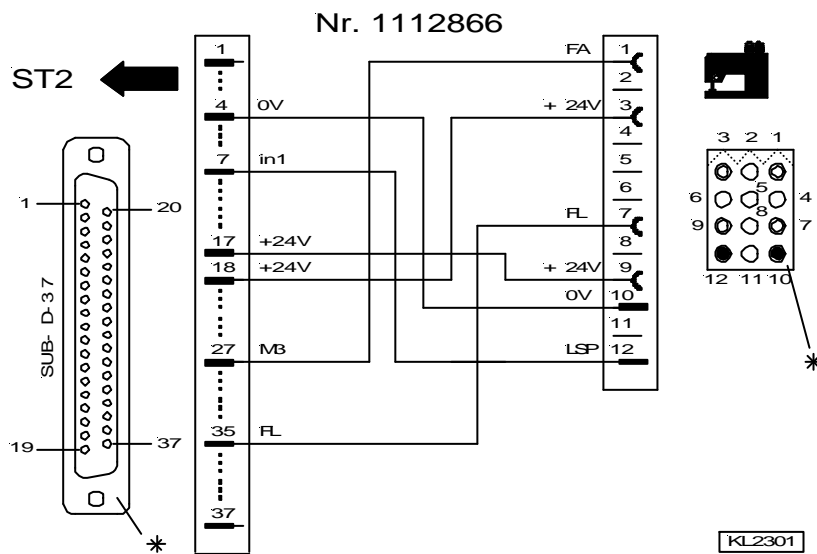 Nr. 1112866
ST2
1
4 0V
7 in1
17 +24V
18 +24V
27 M3
35 FL
37
FA 1
2
+ 24V 3
4
5
6
FL 7
8
+ 24V 9
0V 10
11
LSP 12
1 20
SUB- D-37
19 37
*
3 2 1
5
6 4
8
9 7
12 11 10
*
KL2301